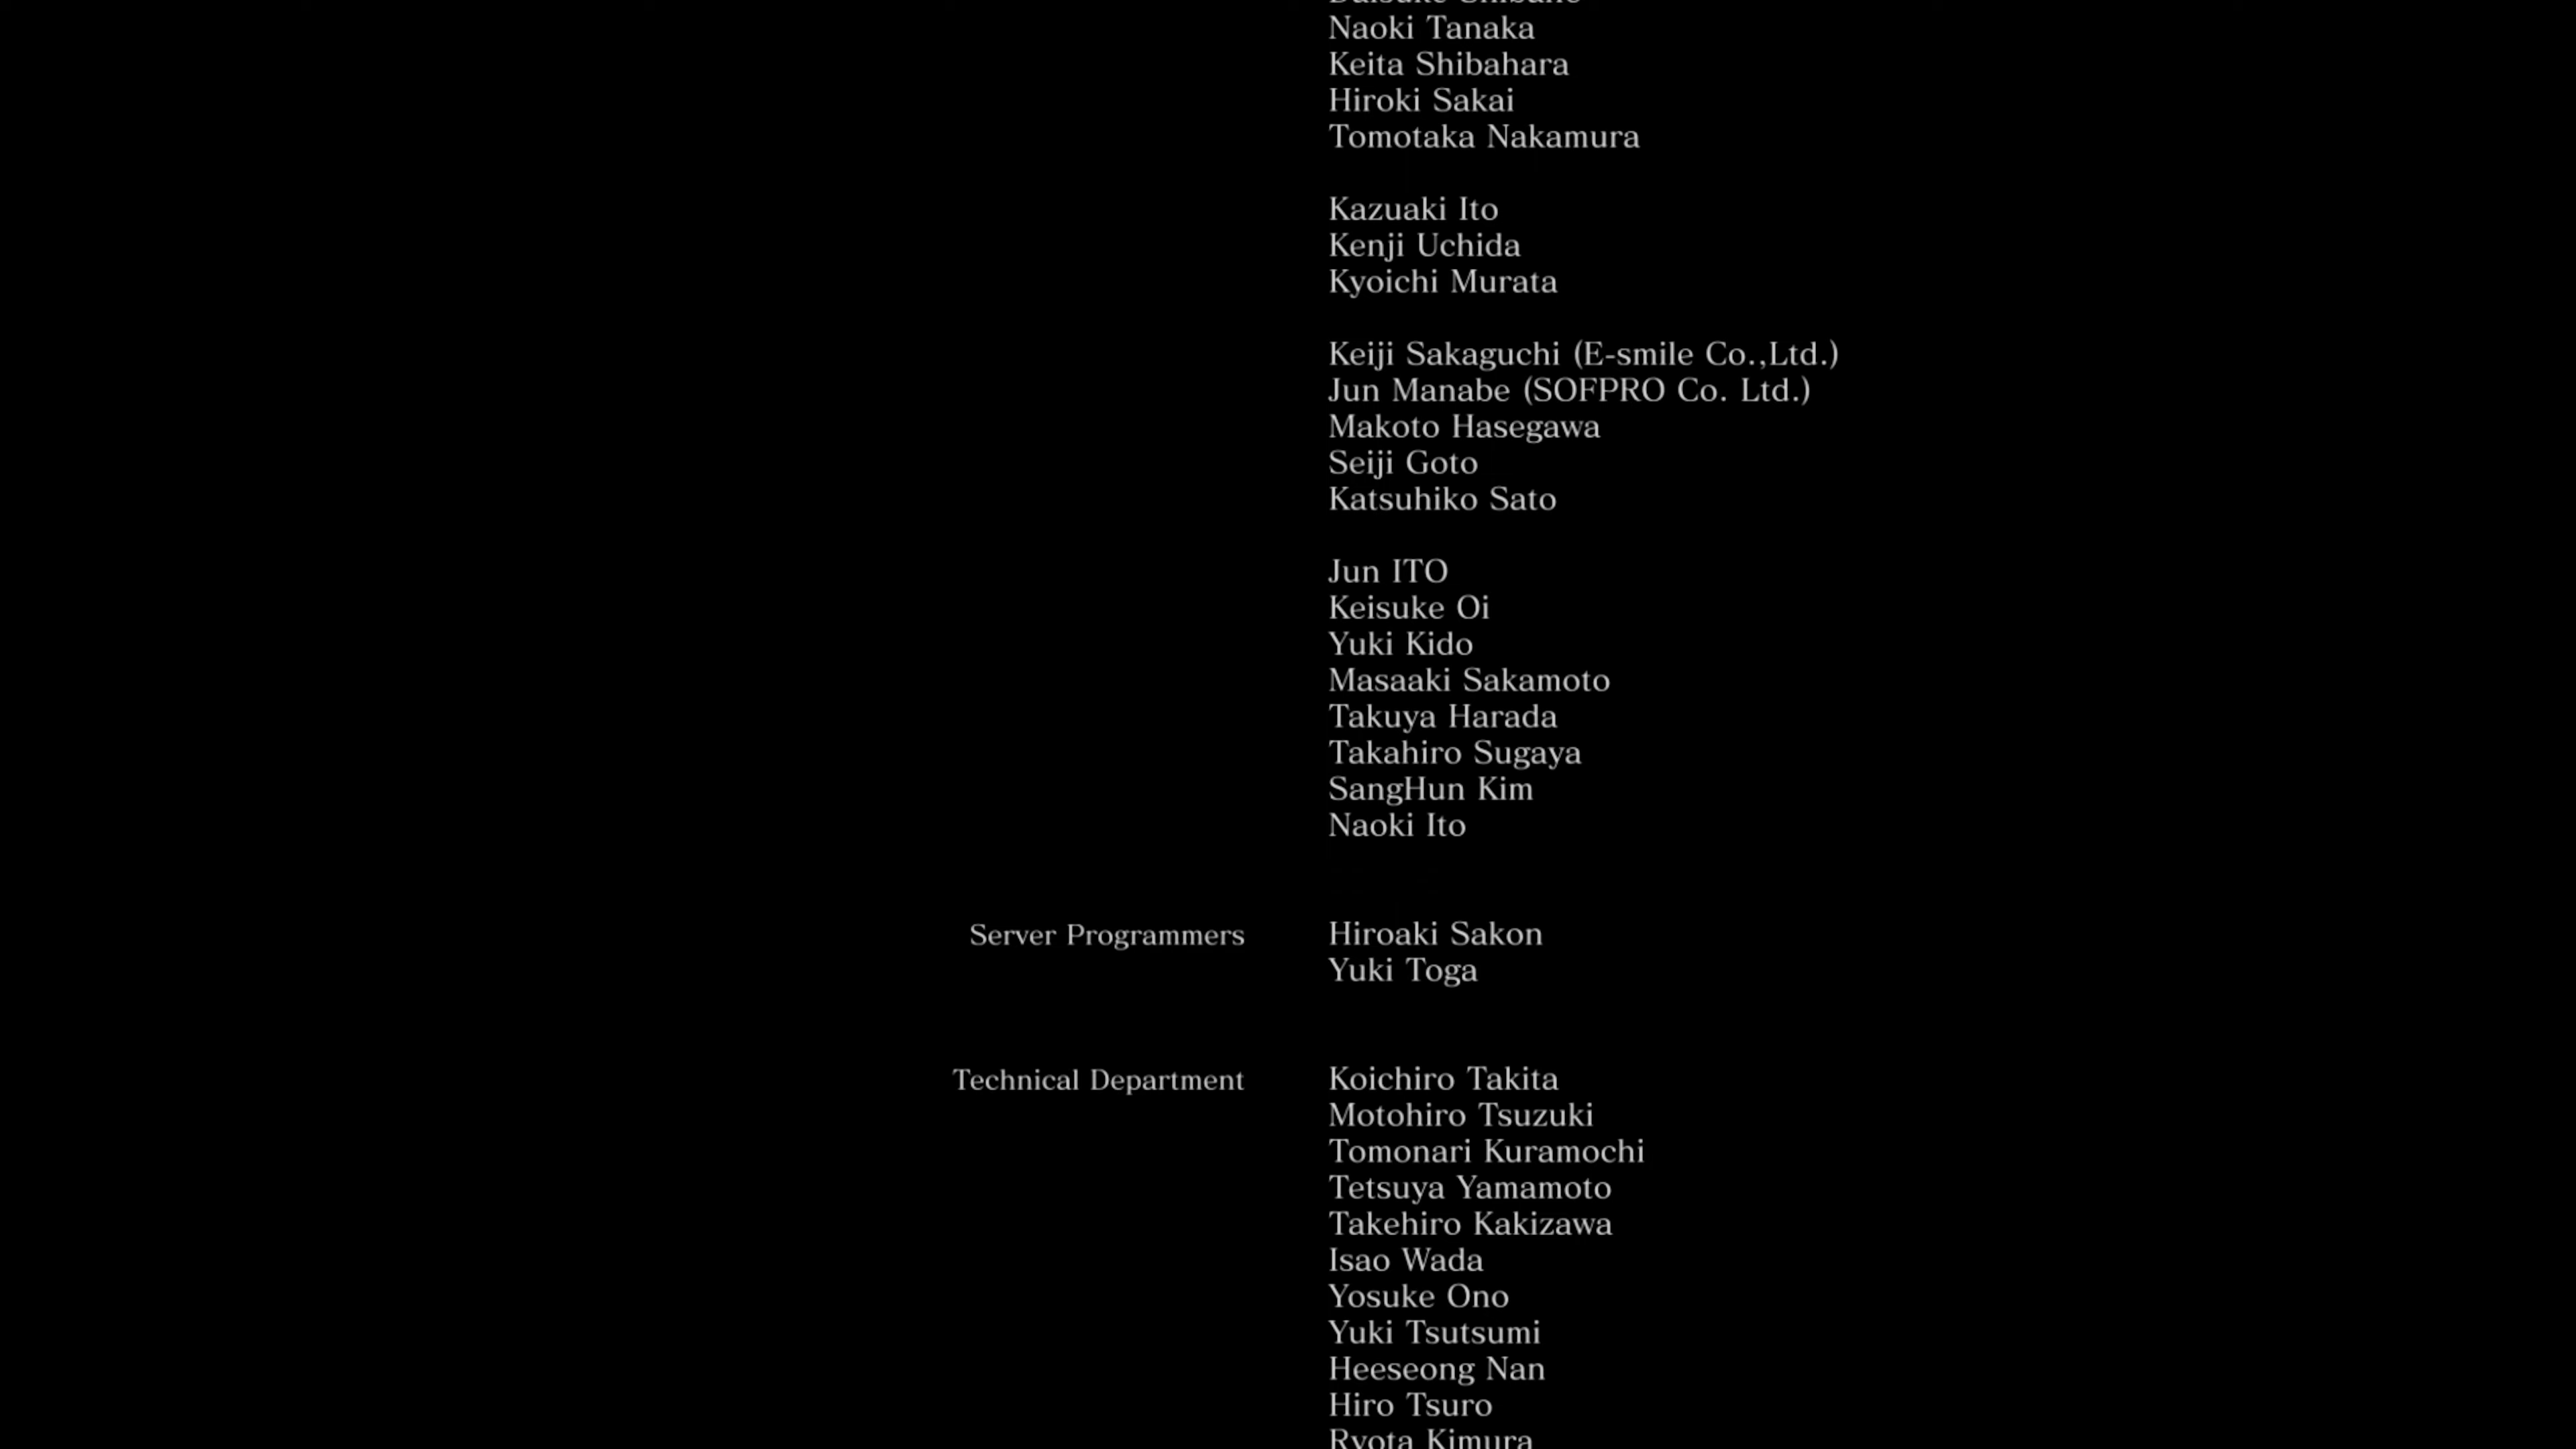 Naoki Tanaka
Keita Shibahara
Hiroki Sakai
Tomotaka Nakamura
Kazuaki Ito
Kenji Uchida
Kyoichi Murata
Keiji Sakaguchi (E-smile Co.,Ltd.)
Jun Manabe (SOFPRO Co. Ltd.)
Makoto Hasegawa
Seiji Goto
Katsuhiko Sato
Jun ITO
Keisuke Oi
Yuki Kido
Masaaki Sakamoto
Takuya Harada
Takahiro Sugaya
SangHun Kim
Naoki Ito
Server Programmers Hiroaki Sakon
Yuki Toga
Technical Department Koichiro Takita
Motohiro Tsuzuki
Tomonari Kuramochi
Tetsuya Yamamoto
Takehiro Kakizawa
Isao Wada
Yosuke Ono
Yuki Tsutsumi
Heeseong Nan
Hiro Tsuro
Ryota Kimura